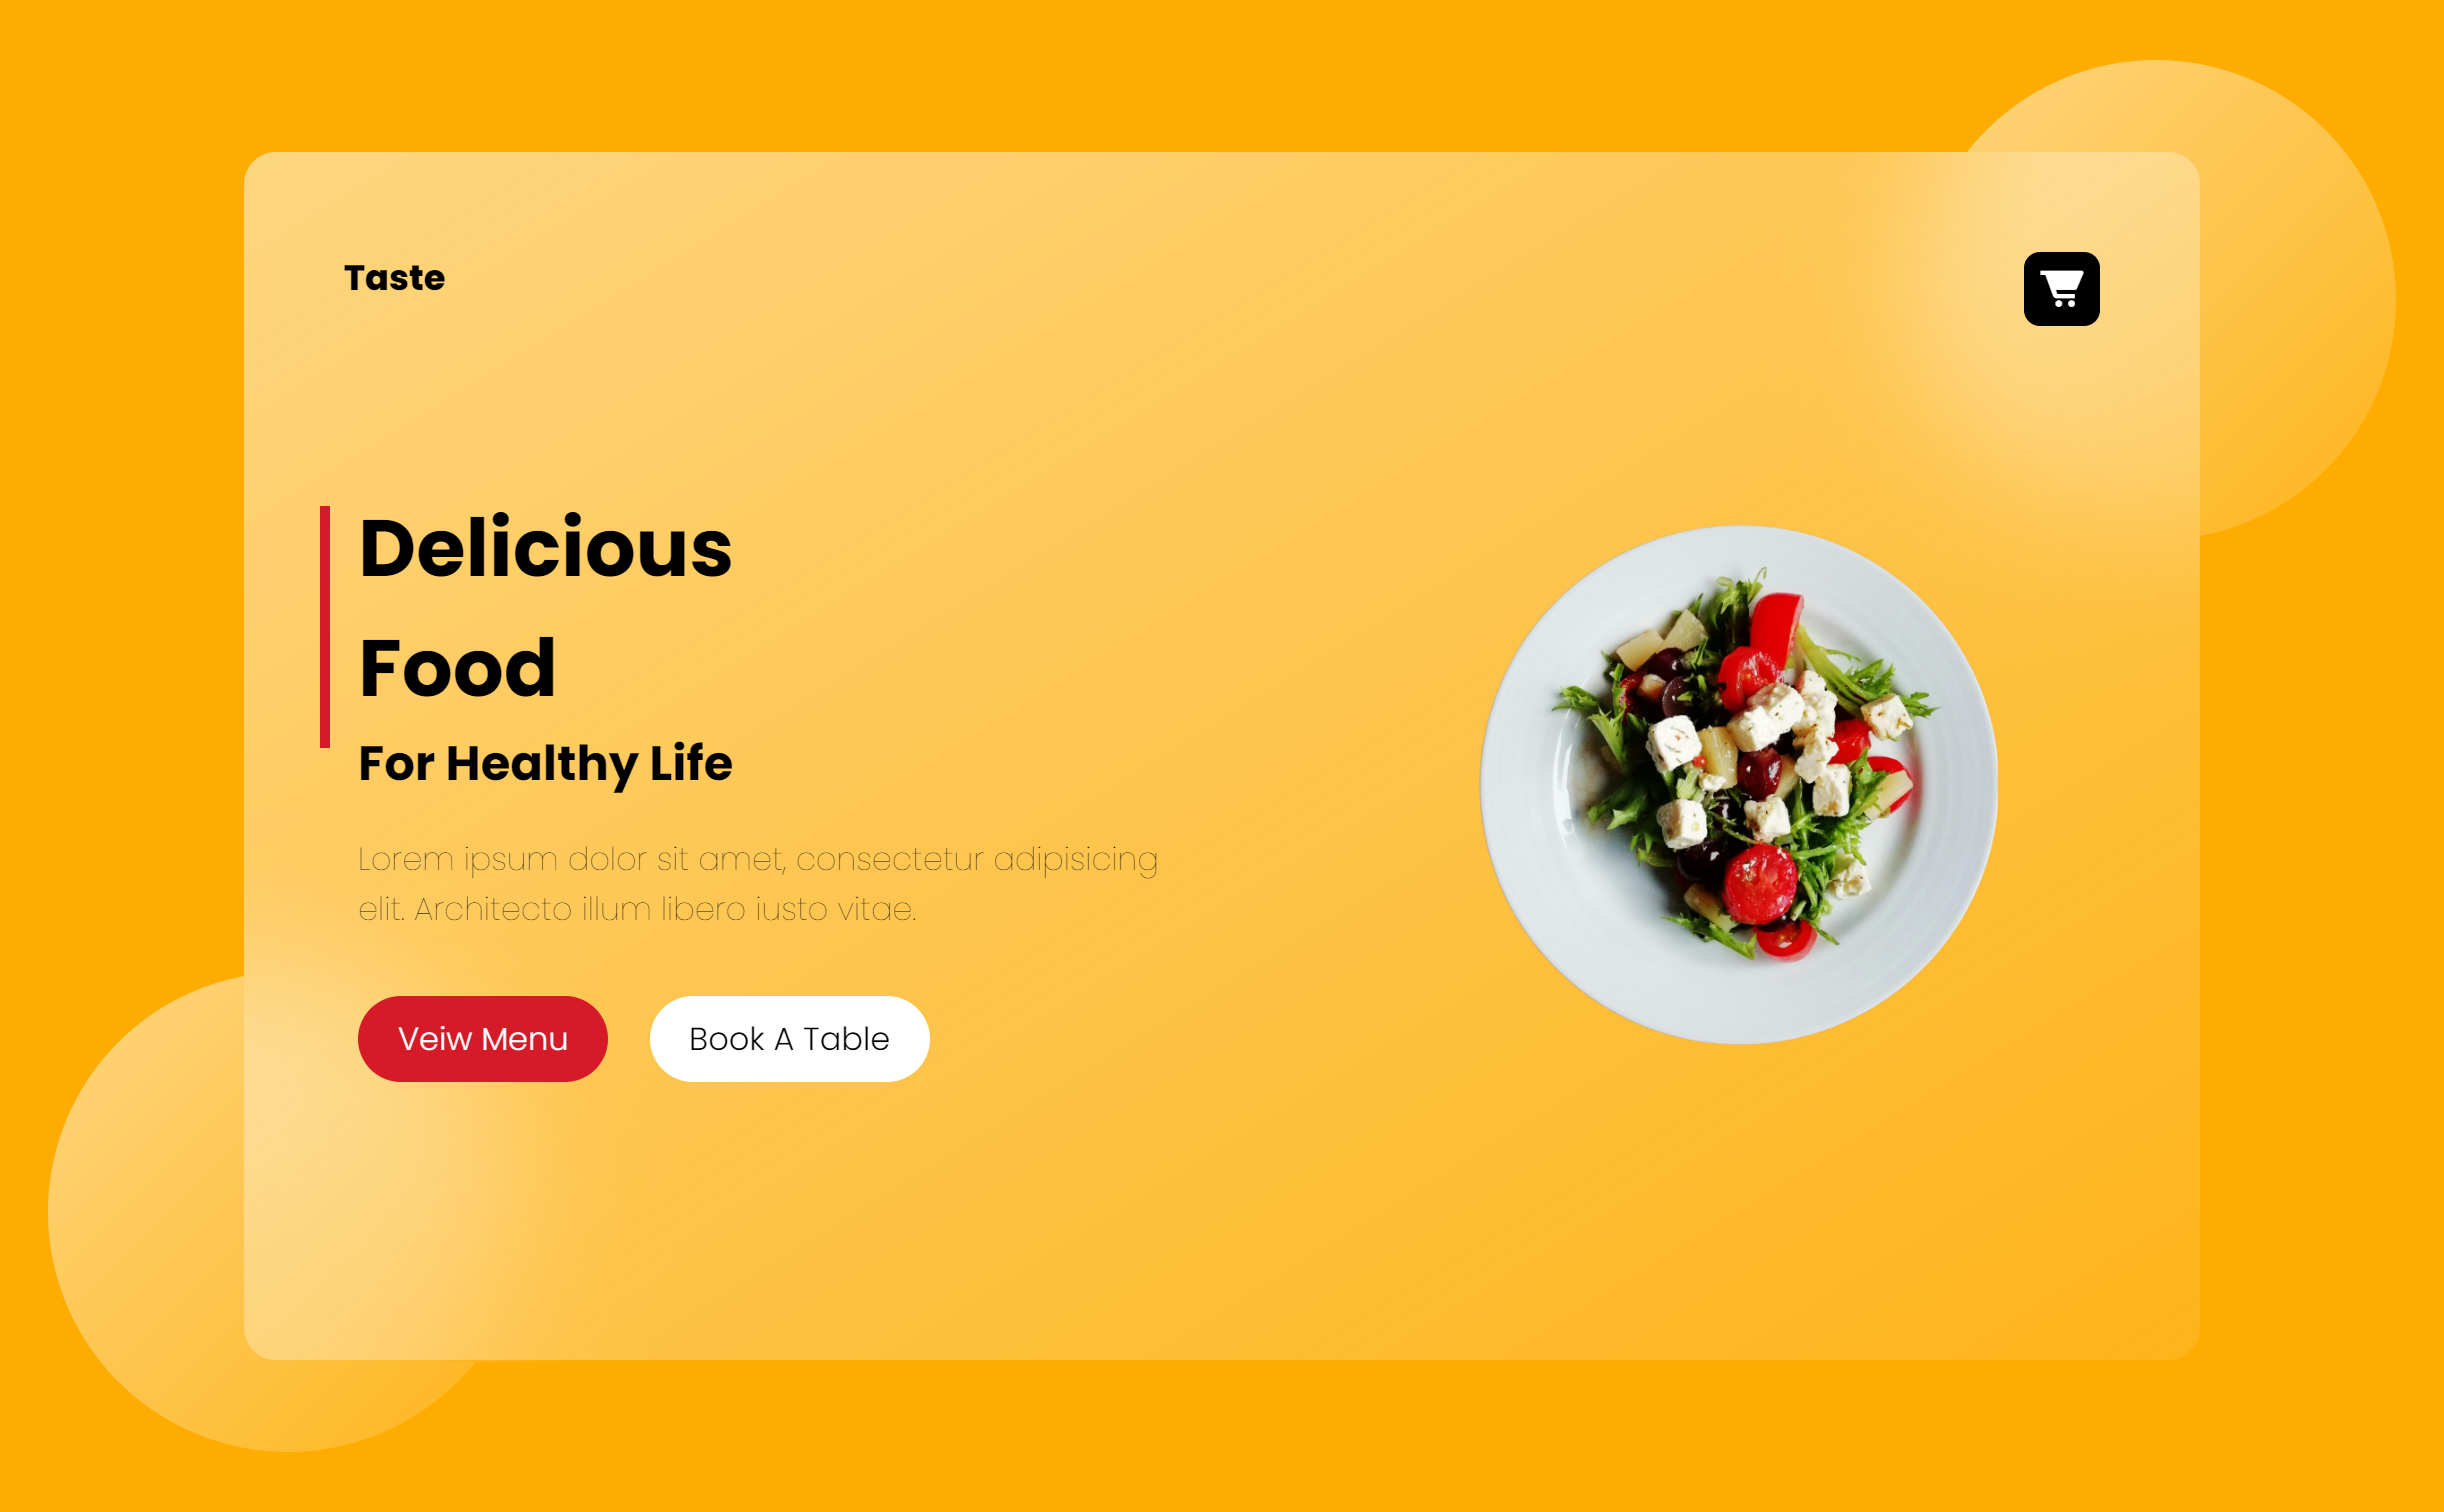 Taste
Delicious
Food
For Healthy Life
Lorem ipsum dolor sit amet, consectetur adipisicing
elit. Architecto illum libero iusto vitae.
Veiw Menu
Book A Table